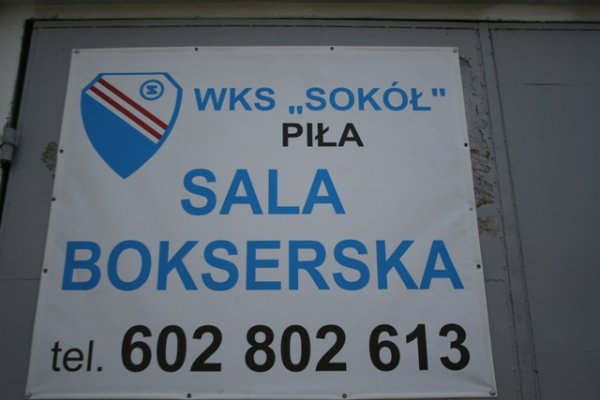 S
WKS „SOKÓŁ"
PIŁA
SALA
BOKSERSKA
tel. 602 802 613